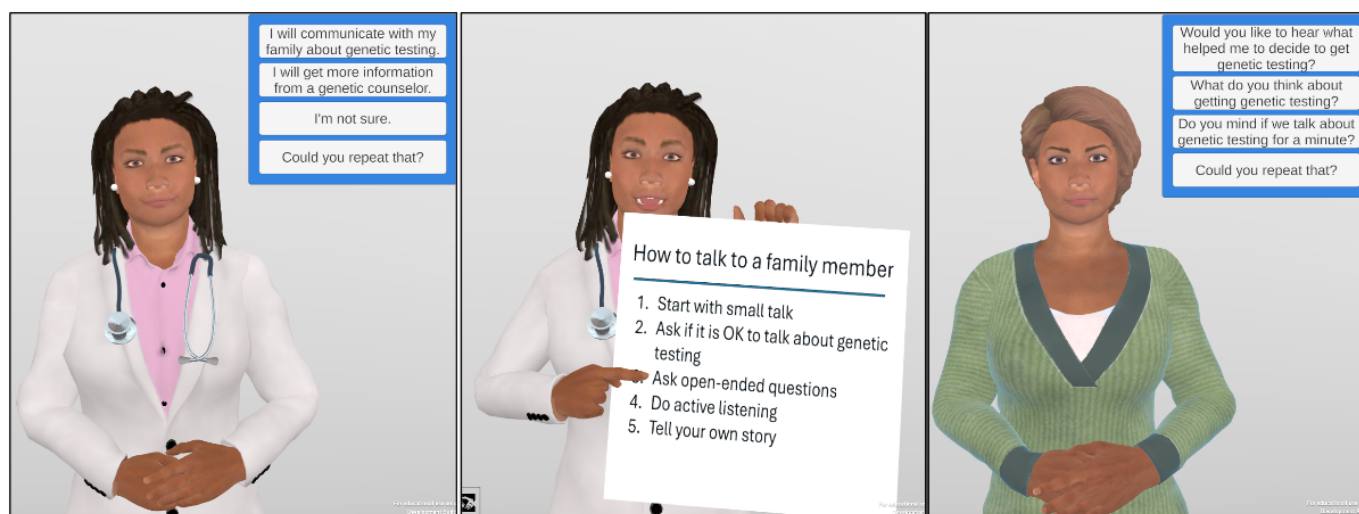 I will communicate with my
family about genetic testing.
I will get more information
from a genetic counselor.
I'm not sure.
Could you repeat that?
How to talk to a family member
1. Start with small talk
2. Ask if it is OK to talk about genetic
testing
Ask open-ended questions
4. Do active listening
5. Tell your own story
Would you like to hear what
helped me to decide to get
genetic testing?
What do you think about
getting genetic testing?
Do you mind if we talk about
genetic testing for a minute?
Could you repeat that?